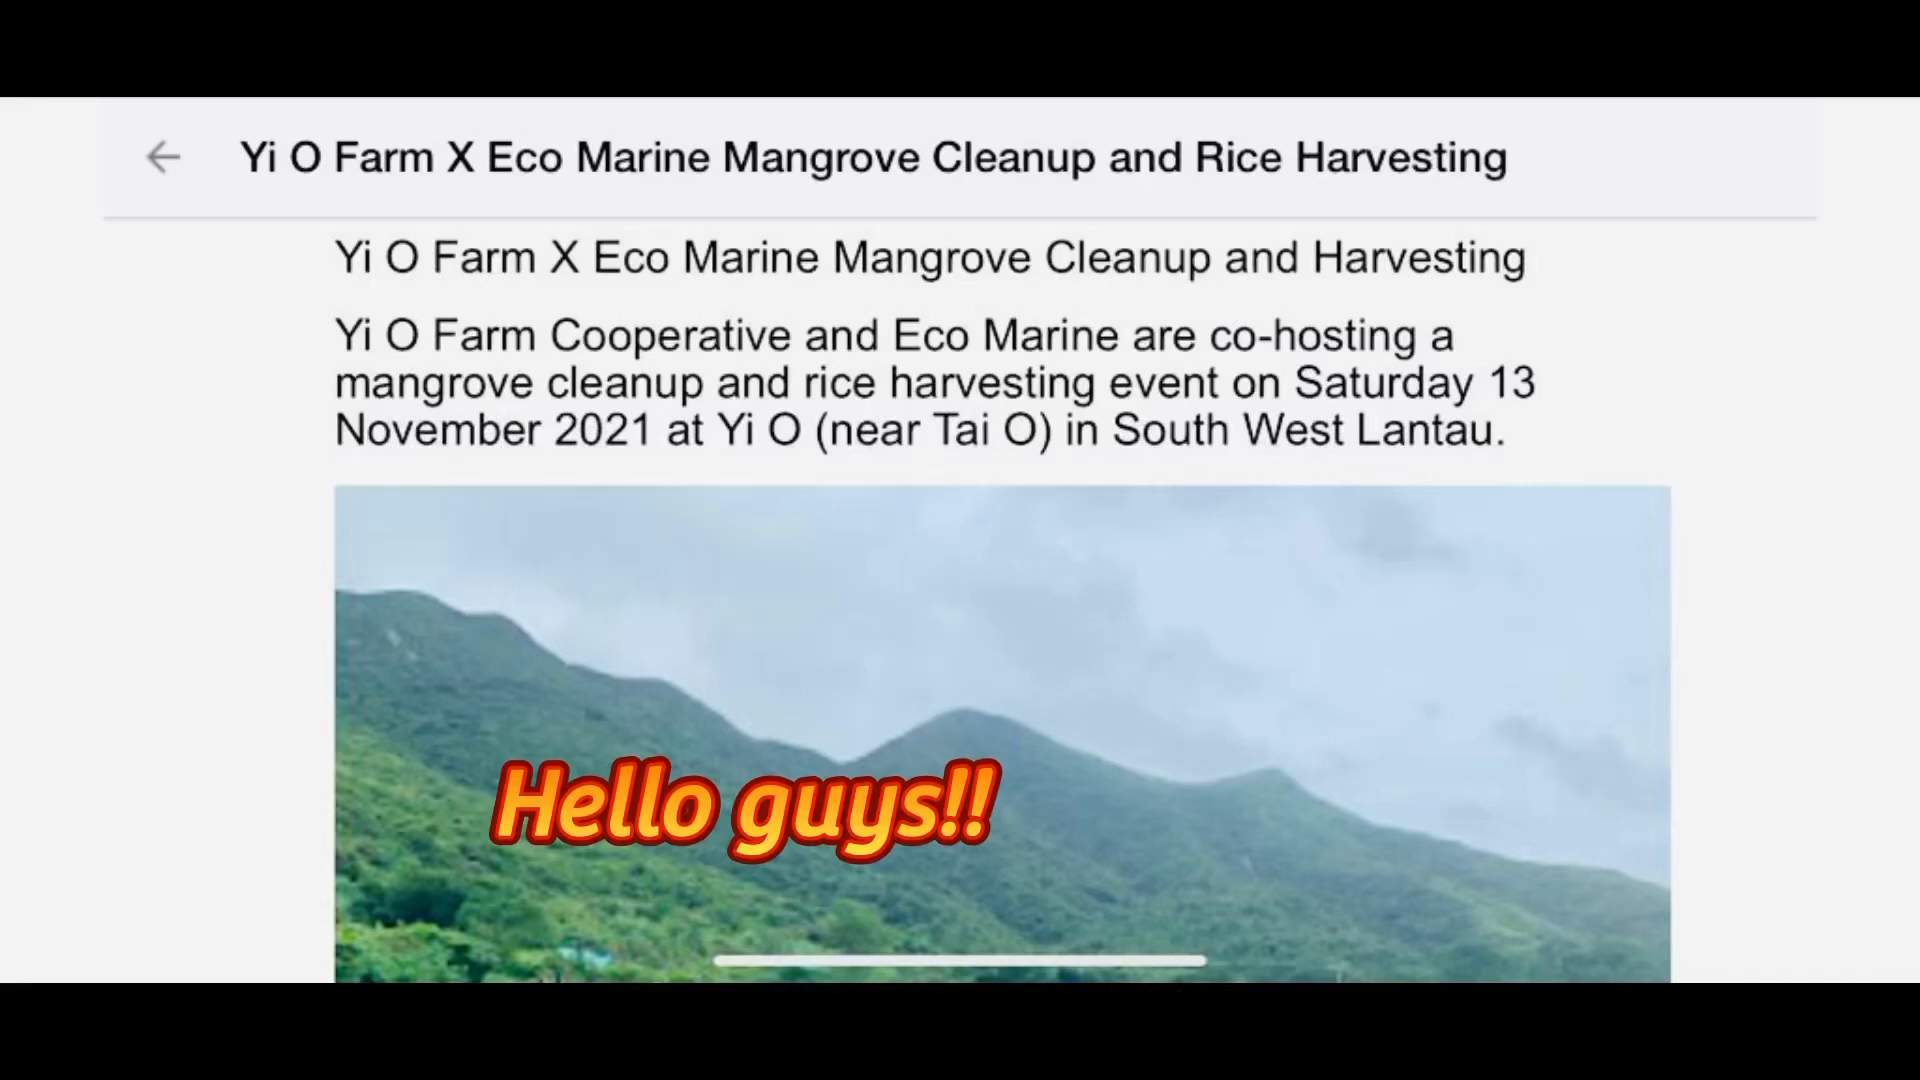 Yi O Farm X Eco Marine Mangrove Cleanup and Rice Harvesting
Yi O Farm X Eco Marine Mangrove Cleanup and Harvesting
Yi O Farm Cooperative and Eco Marine are co-hosting a
mangrove cleanup and rice harvesting event on Saturday 13
November 2021 at Yi O (near Tai O) in South West Lantau.
Hello guys!!